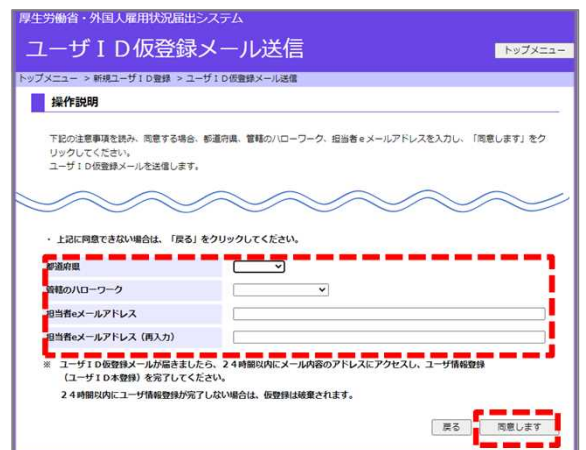 厚生労働省・外国人雇用状況届出システム
ユーザＩＤ仮登録メール送信
トップメニュー
トップメニュー ＞ 新規ユーザＩＤ登録 ＞ ユーザＩＤ仮登録メール送信
操作説明
下記の注意事項を読み、同意する場合、都道府県、管轄のハローワーク、担当者ｅメールアドレスを入力し、「同意します」をク
リックしてください。
ユーザＩＤ仮登録メールを送信します。
・ 上記に同意できない場合は、「戻る」をクリックしてください。
都道府県
管轄のハローワーク
担当者eメールアドレス
担当者eメールアドレス（再入力）
※ ユーザＩＤ仮登録メールが届きましたら、２４時間以内にメール内容のアドレスにアクセスし、ユーザ情報登録
（ユーザＩＤ本登録）を完了してください。
２４時間以内にユーザ情報登録が完了しない場合は、仮登録は破棄されます。
戻る
同意します